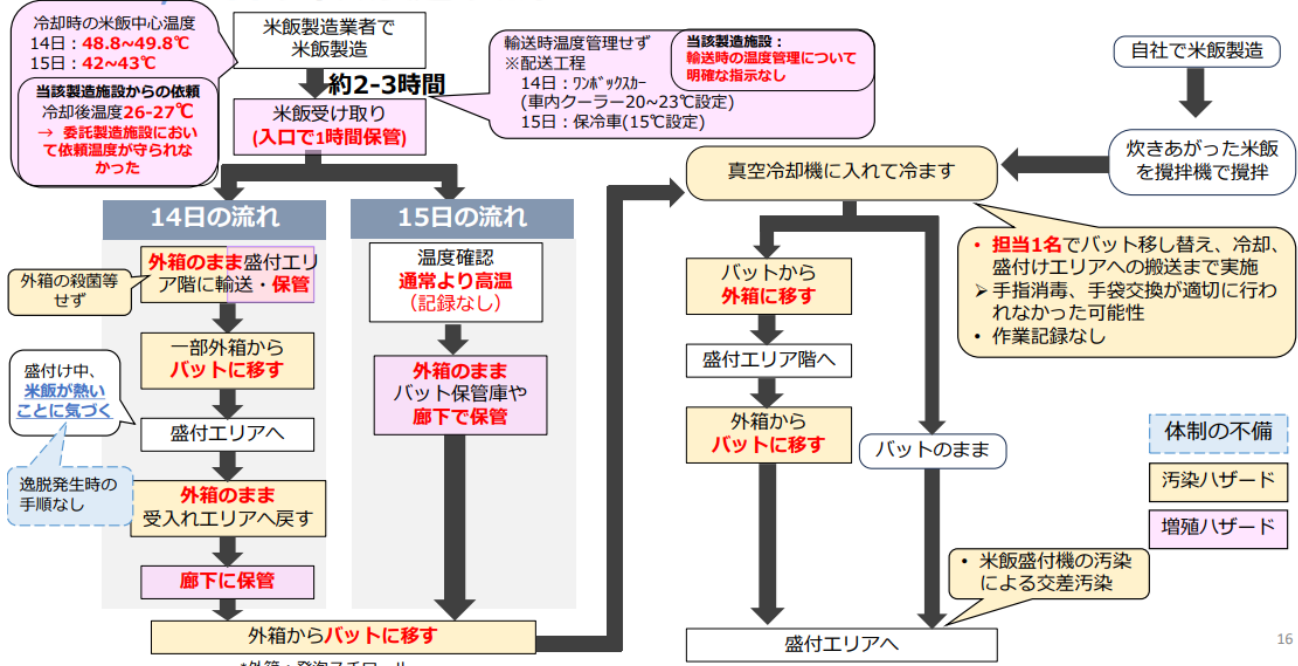 冷却時の米飯中心温度
14日：48.8~49.8℃
15日：42~43℃
当該製造施設からの依頼
冷却後温度26-27℃
→ 委託製造施設におい
て依頼温度が守られな
かった
米飯製造業者で
米飯製造
約2-3時間
米飯受け取り
(入口で1時間保管)
輸送時温度管理せず
※配送工程
14日：ﾜﾝﾎﾞｯｸｽカー
(車内クーラー20~23℃設定)
15日：保冷車(15℃設定)
当該製造施設：
輸送時の温度管理について
明確な指示なし
自社で米飯製造
炊きあがった米飯
を攪拌機で攪拌
真空冷却機に入れて冷ます
• 担当1名でバット移し替え、冷却、
盛付けエリアへの搬送まで実施
➢ 手指消毒、手袋交換が適切に行わ
れなかった可能性
• 作業記録なし
14日の流れ
外箱のまま盛付エリ
ア階に輸送・保管
外箱の殺菌等
せず
一部外箱から
バットに移す
盛付け中、
米飯が熱い
ことに気づく
盛付エリアへ
逸脱発生時の
手順なし
外箱のまま
受入れエリアへ戻す
廊下に保管
15日の流れ
温度確認
通常より高温
（記録なし）
外箱のまま
バット保管庫や
廊下で保管
外箱からバットに移す
バットから
外箱に移す
盛付エリア階へ
外箱から
バットに移す
バットのまま
• 米飯盛付機の汚染
による交差汚染
盛付エリアへ
体制の不備
汚染ハザード
増殖ハザード
16